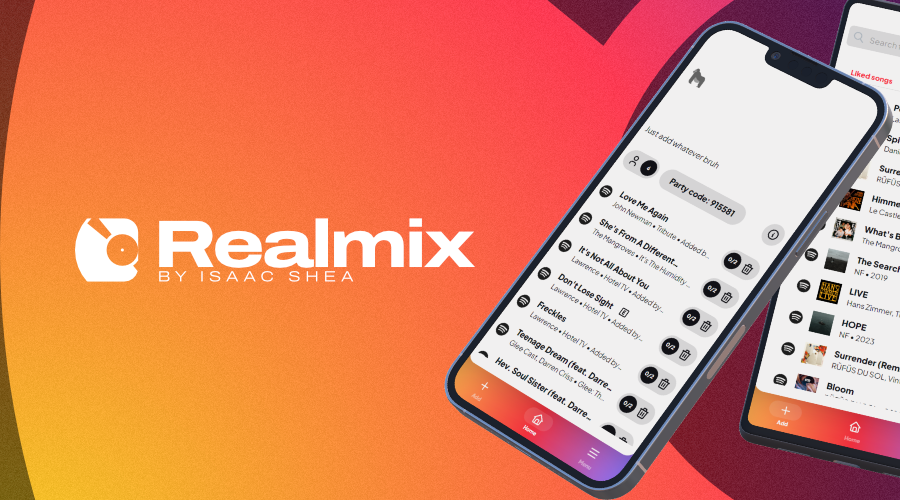 Realmix
BY ISAAC SHEA
Just add whatever bruh
6
Party code: 915581
Love Me Again
John Newman • Tribute • Added b...
0/2
She's From A Different...
The Mangroves • It's The Humidity ...
0/2
It's Not All About You
Lawrence • Hotel TV • Added by...
0/2
Don't Lose Sight E
Lawrence • Hotel TV • Added by...
0/2
Freckles
Lawrence • Hotel TV • Added by...
0/2
Teenage Dream (feat. Darre...
Glee Cast, Darren Criss • Glee: Th...
0/2
Hey, Soul Sister (feat. Darre...
Add
Home
More
Search
Liked songs
Surre
RÜFÜS
Himme
Le Castle
What's B
The Mangro
The Search
NF • 2019
LIVE
Hans Zimmer, T
HOPE
NF • 2023
Surrender (Rem
RÜFÜS DU SOL, Vin
Bloom
Add
Home